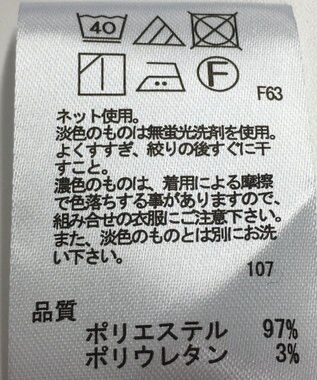 40
F
F63
ネット使用。
淡色のものは無蛍光洗剤を使用。
よくすすぎ、絞りの後すぐに干
すこと。
濃色のものは、着用による摩擦
で色落ちする事がありますので、
組み合せの衣服にご注意下さい。
また、淡色のものとは別にお洗
い下さい。
107
品質
ポリエステル 97%
ポリウレタン 3%